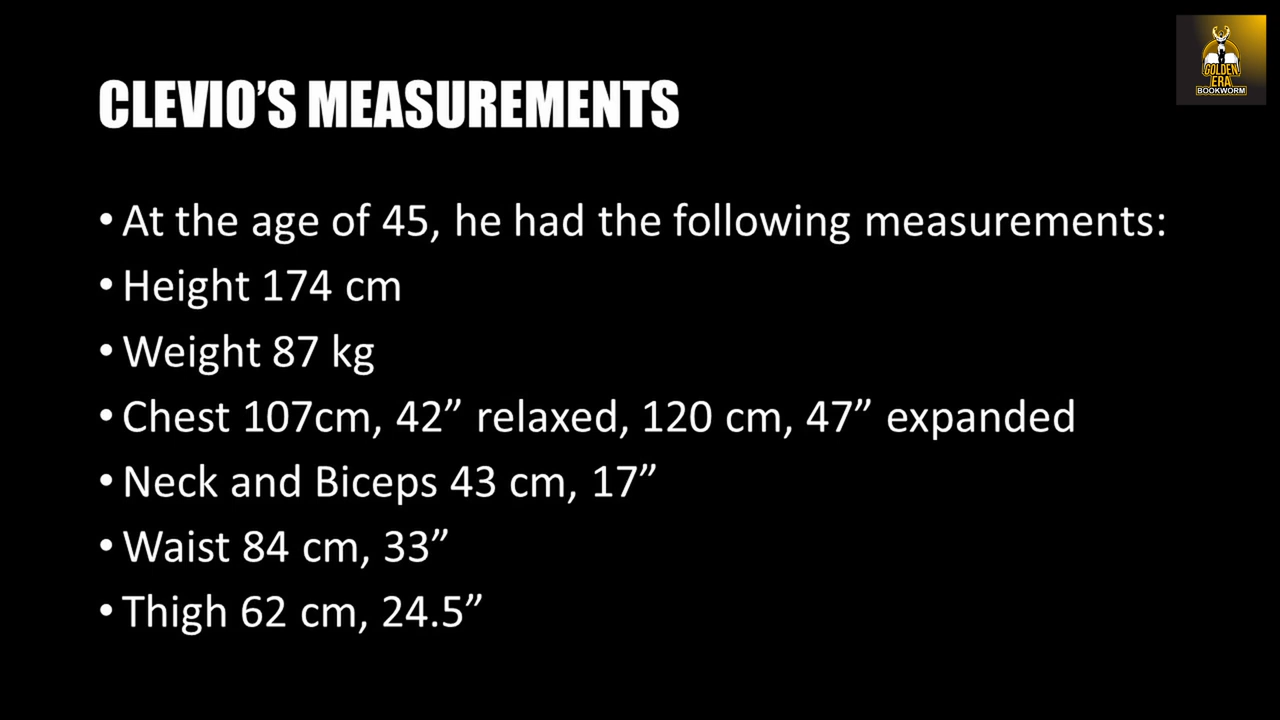 GOLDEN
ERA
BOOKWORM
CLEVIO’S MEASUREMENTS
• At the age of 45, he had the following measurements:
• Height 174 cm
• Weight 87 kg
• Chest 107cm, 42” relaxed, 120 cm, 47” expanded
• Neck and Biceps 43 cm, 17”
• Waist 84 cm, 33”
• Thigh 62 cm, 24.5”